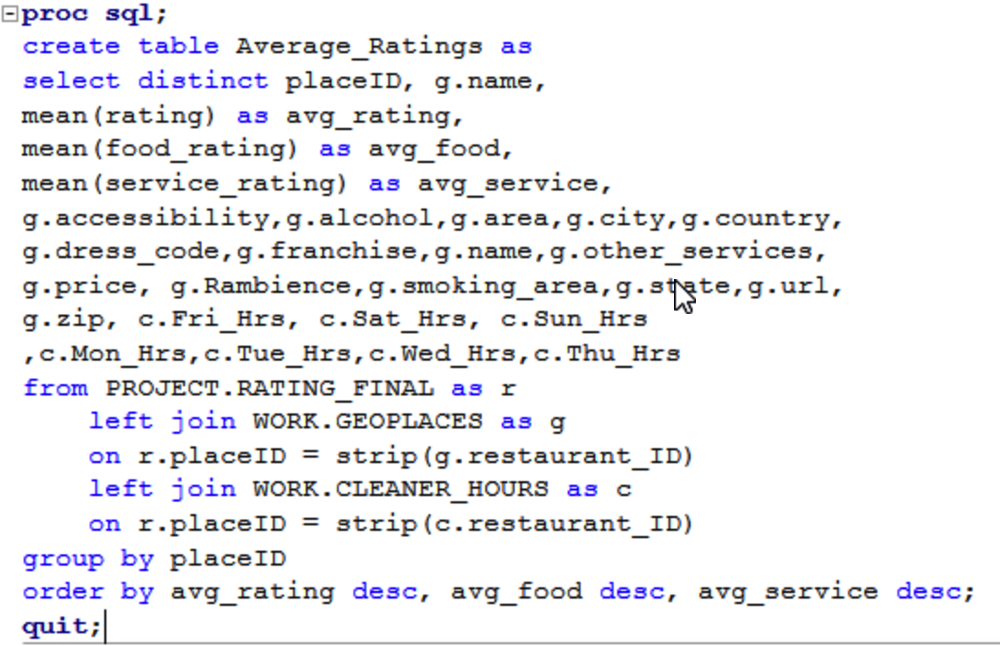 proc sql;
create table Average_Ratings as
select distinct placeID, g.name,
mean(rating) as avg_rating,
mean(food_rating) as avg_food,
mean(service_rating) as avg_service,
g.accessibility,g.alcohol,g.area,g.city,g.country,
g.dress_code,g.franchise,g.name,g.other_services,
g.price, g.Rambience,g.smoking_area,g.state,g.url,
g.zip, c.Fri_Hrs, c.Sat_Hrs, c.Sun_Hrs
,c.Mon_Hrs,c.Tue_Hrs,c.Wed_Hrs,c.Thu_Hrs
from PROJECT.RATING_FINAL as r
    left join WORK.GEOPLACES as g
    on r.placeID = strip(g.restaurant_ID)
    left join WORK.CLEANER_HOURS as c
    on r.placeID = strip(c.restaurant_ID)
group by placeID
order by avg_rating desc, avg_food desc, avg_service desc;
quit;